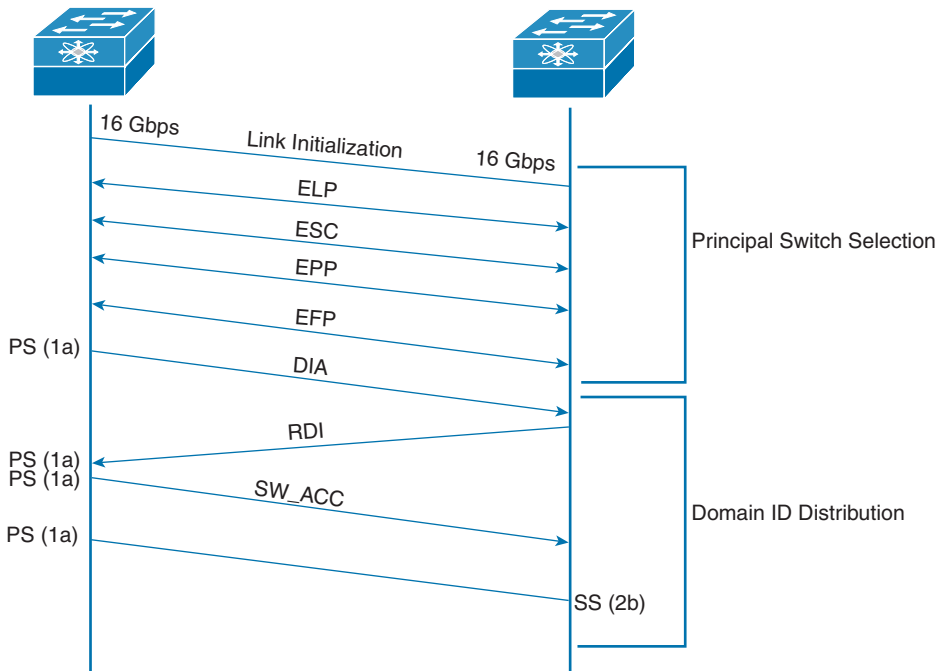 16 Gbps
Link Initialization
16 Gbps
ELP
ESC
Principal Switch Selection
EPP
EFP
PS (1a)
DIA
RDI
PS (1a)
PS (1a)
SW_ACC
Domain ID Distribution
PS (1a)
SS (2b)